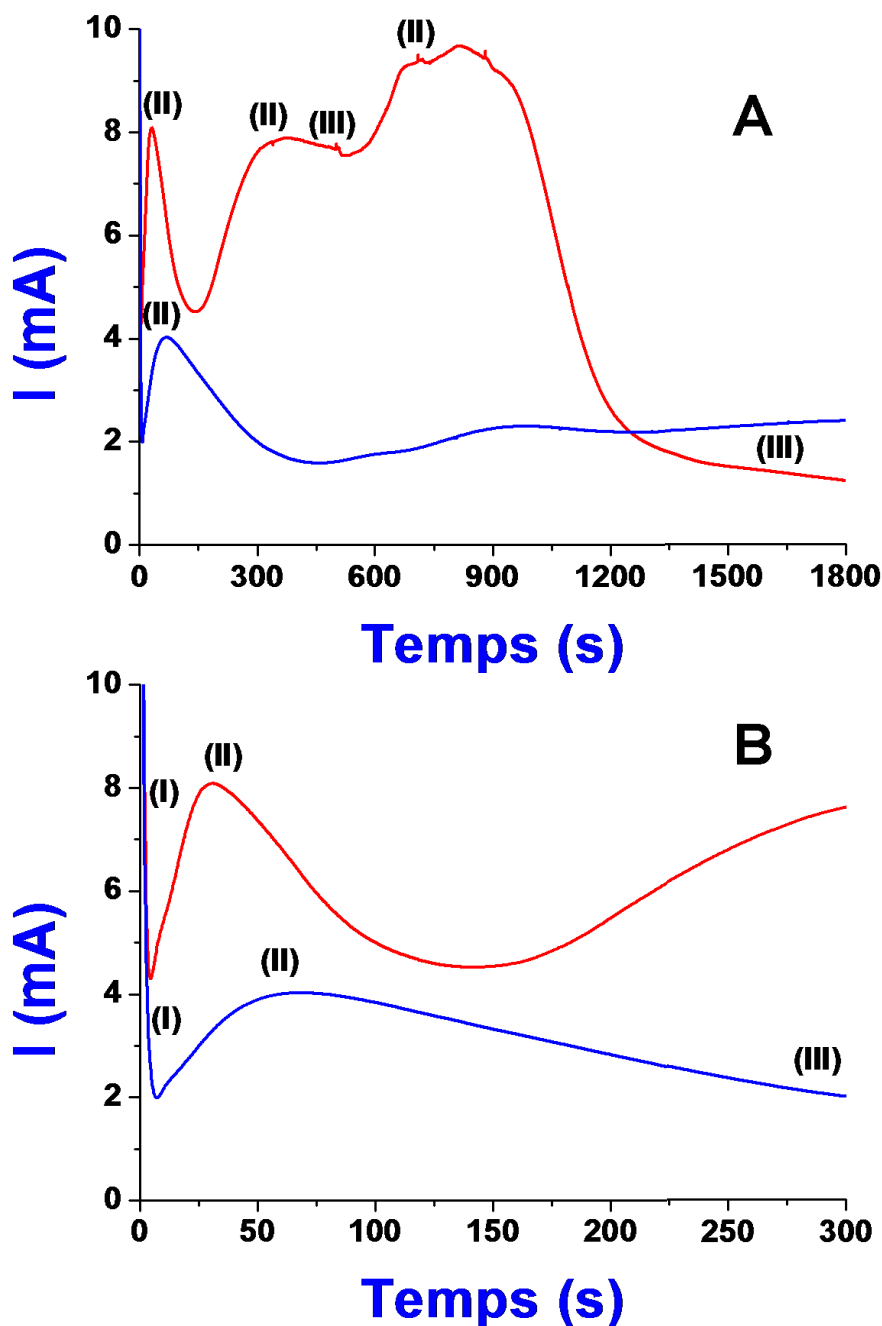 10
(II)
(II)
(II)
(III)
A
8
6
I (mA)
(II)
4
2
(III)
0
0 300 600 900 1200 1500 1800
Temps (s)
10
(II)
(I)
B
8
6
I (mA)
(II)
4
(I)
(III)
2
0
0 50 100 150 200 250 300
Temps (s)